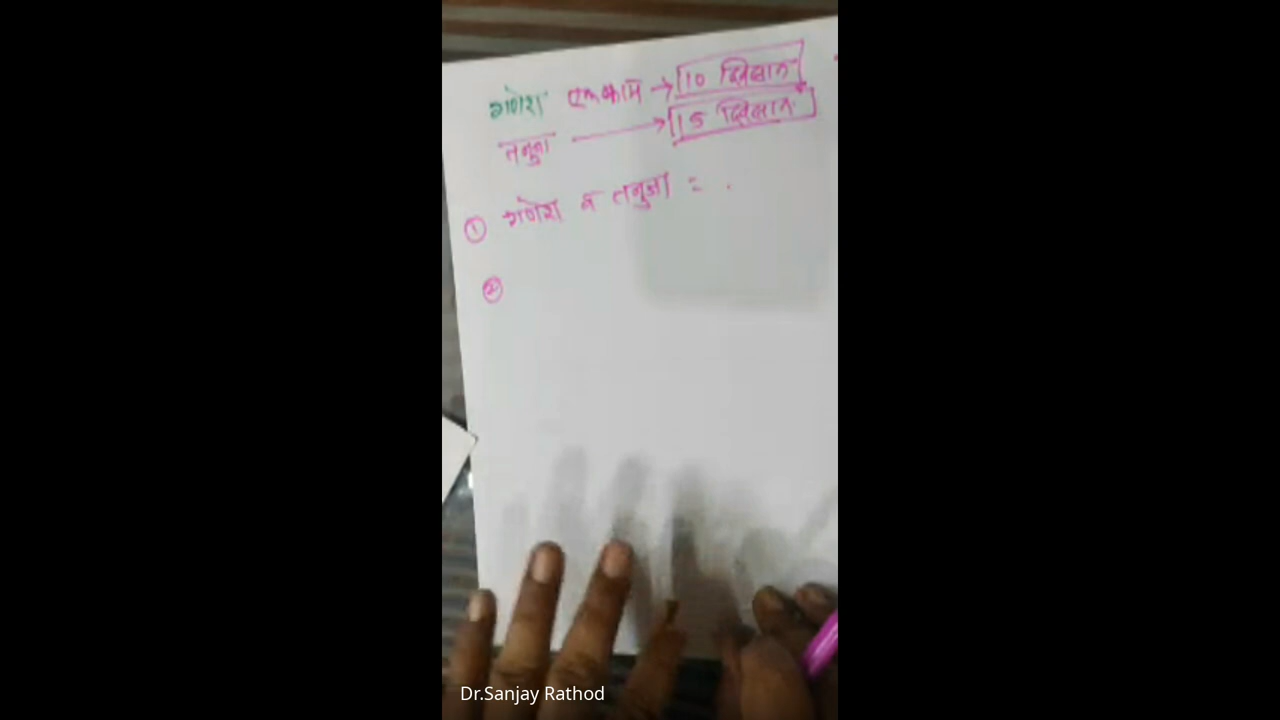 गणेश एक काम → 10 दिवसात
तनुजा → 15 दिवसात
① गणेश व तनुजा = .
②
Dr.Sanjay Rathod